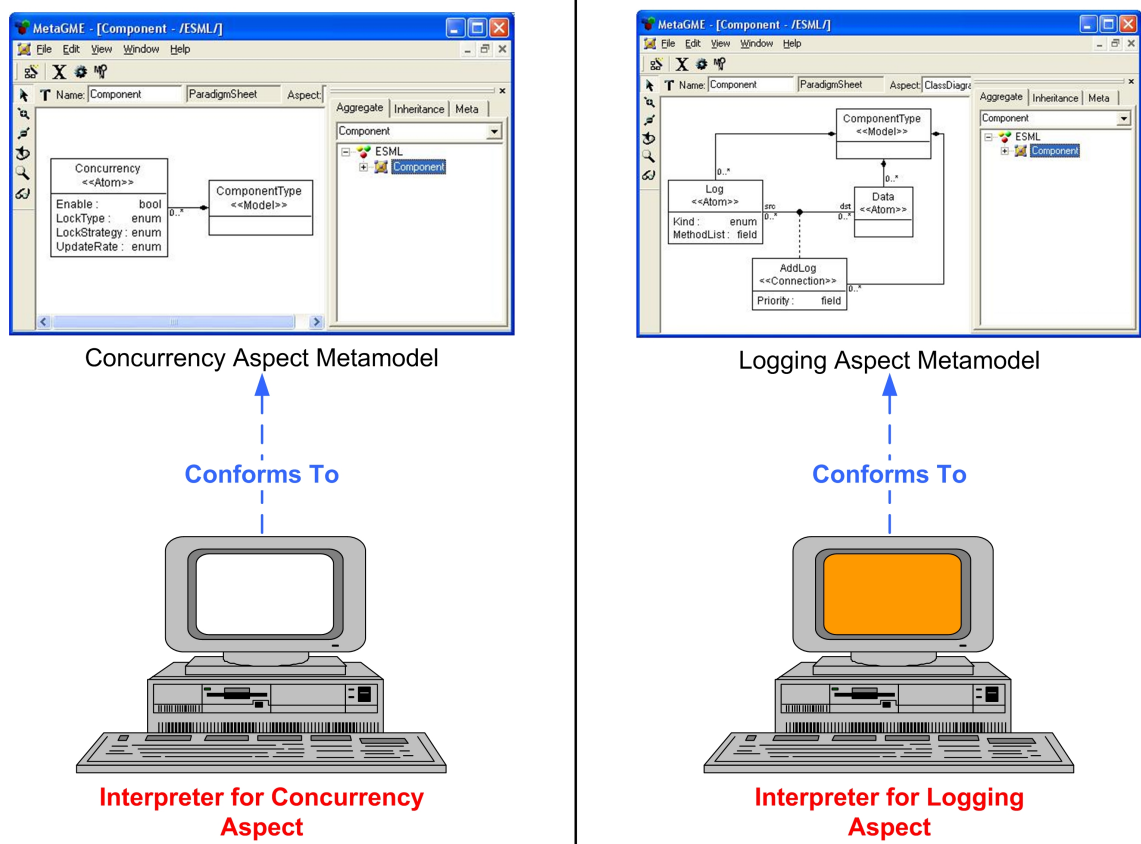 MetaGME - [Component - /ESML/]
File Edit View Window Help
Name: Component ParadigmSheet Aspect:
Aggregate Inheritance Meta
Component
ESML
Component
Concurrency
<<Atom>>
Enable : bool
LockType : enum
LockStrategy : enum
UpdateRate : enum
0..*
ComponentType
<<Model>>
Concurrency Aspect Metamodel
Conforms To
Interpreter for Concurrency
Aspect
MetaGME - [Component - /ESML/]
File Edit View Window Help
Name: Component ParadigmSheet Aspect: ClassDiagra
Aggregate Inheritance Meta
Component
ESML
Component
ComponentType
<<Model>>
0..*
0..*
Log
<<Atom>>
Kind : enum
MethodList : field
src
0..*
dst
0..*
Data
<<Atom>>
AddLog
<<Connection>>
Priority : field
0..*
Logging Aspect Metamodel
Conforms To
Interpreter for Logging
Aspect